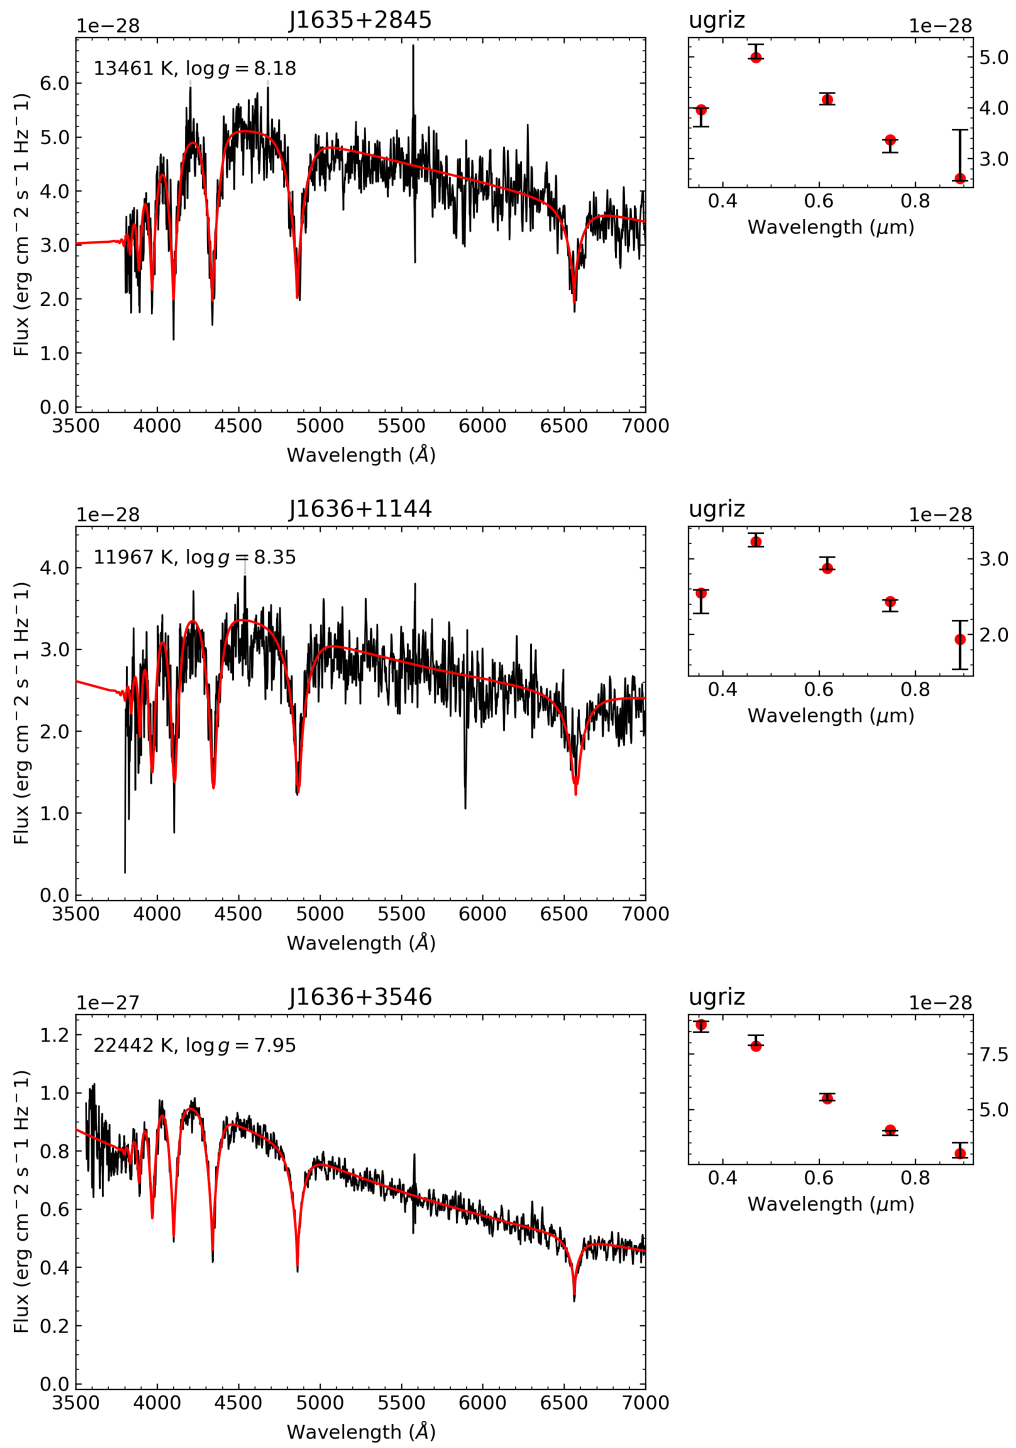 1e−28
J1635+2845
ugriz
1e−28
13461 K, log g = 8.18
6.0
5.0
4.0
3.0
2.0
1.0
0.0
Flux (erg cm−2 s−1 Hz−1)
3500 4000 4500 5000 5500 6000 6500 7000
Wavelength (Å)
5.0
4.0
3.0
0.4 0.6 0.8
Wavelength (μm)
1e−28
J1636+1144
ugriz
1e−28
11967 K, log g = 8.35
4.0
3.0
2.0
1.0
0.0
Flux (erg cm−2 s−1 Hz−1)
3500 4000 4500 5000 5500 6000 6500 7000
Wavelength (Å)
3.0
2.0
0.4 0.6 0.8
Wavelength (μm)
1e−27
J1636+3546
ugriz
1e−28
22442 K, log g = 7.95
1.2
1.0
0.8
0.6
0.4
0.2
0.0
Flux (erg cm−2 s−1 Hz−1)
3500 4000 4500 5000 5500 6000 6500 7000
Wavelength (Å)
7.5
5.0
0.4 0.6 0.8
Wavelength (μm)